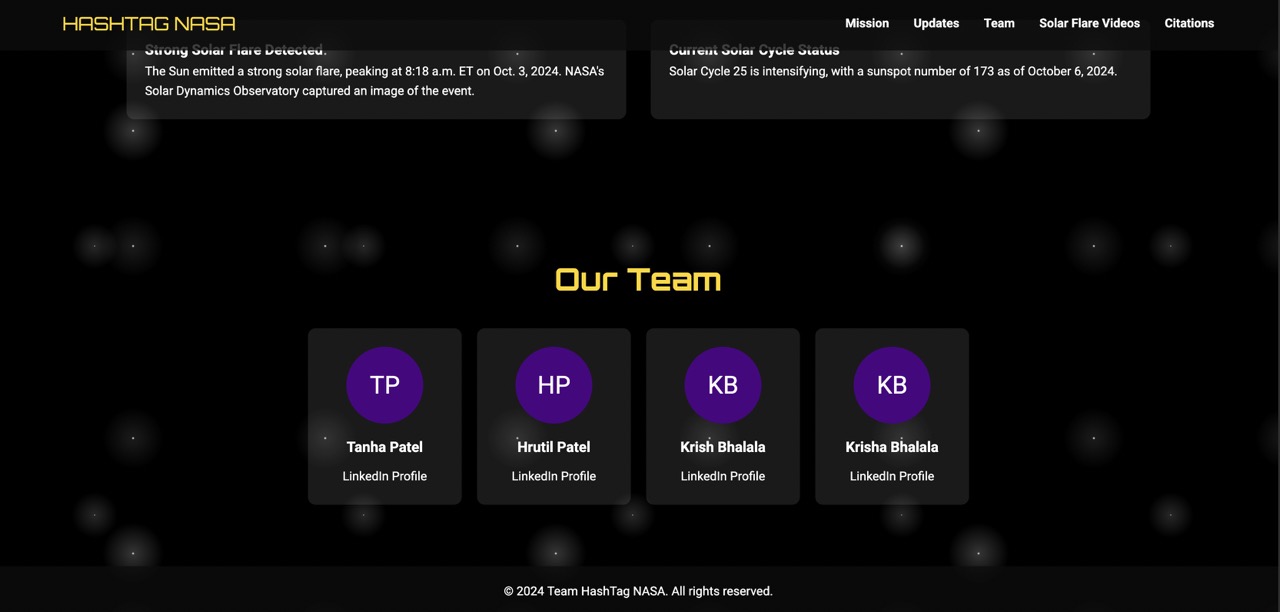 HASHTAG NASA
Mission Updates Team Solar Flare Videos Citations
Strong Solar Flare Detected.
The Sun emitted a strong solar flare, peaking at 8:18 a.m. ET on Oct. 3, 2024. NASA's
Solar Dynamics Observatory captured an image of the event.
Current Solar Cycle Status
Solar Cycle 25 is intensifying, with a sunspot number of 173 as of October 6, 2024.
Our Team
TP
Tanha Patel
LinkedIn Profile
HP
Hrutil Patel
LinkedIn Profile
KB
Krish Bhalala
LinkedIn Profile
KB
Krisha Bhalala
LinkedIn Profile
© 2024 Team HashTag NASA. All rights reserved.